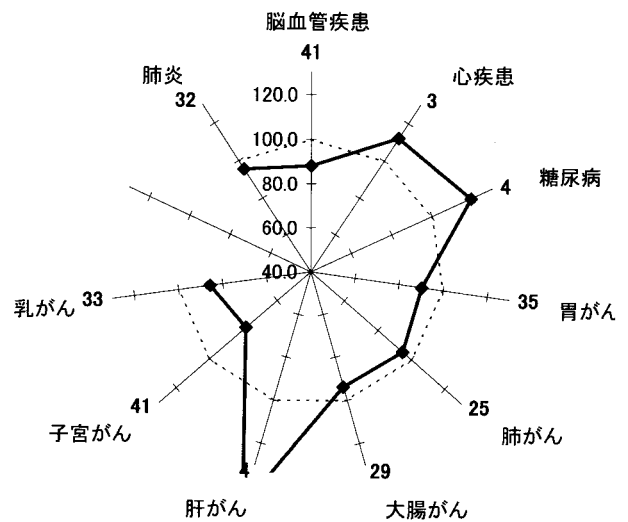 脳血管疾患
41
肺炎
32
心疾患
3
120.0
100.0
80.0
60.0
40.0
糖尿病
4
乳がん 33
35 胃がん
41
子宮がん
25
肺がん
4
肝がん
29
大腸がん